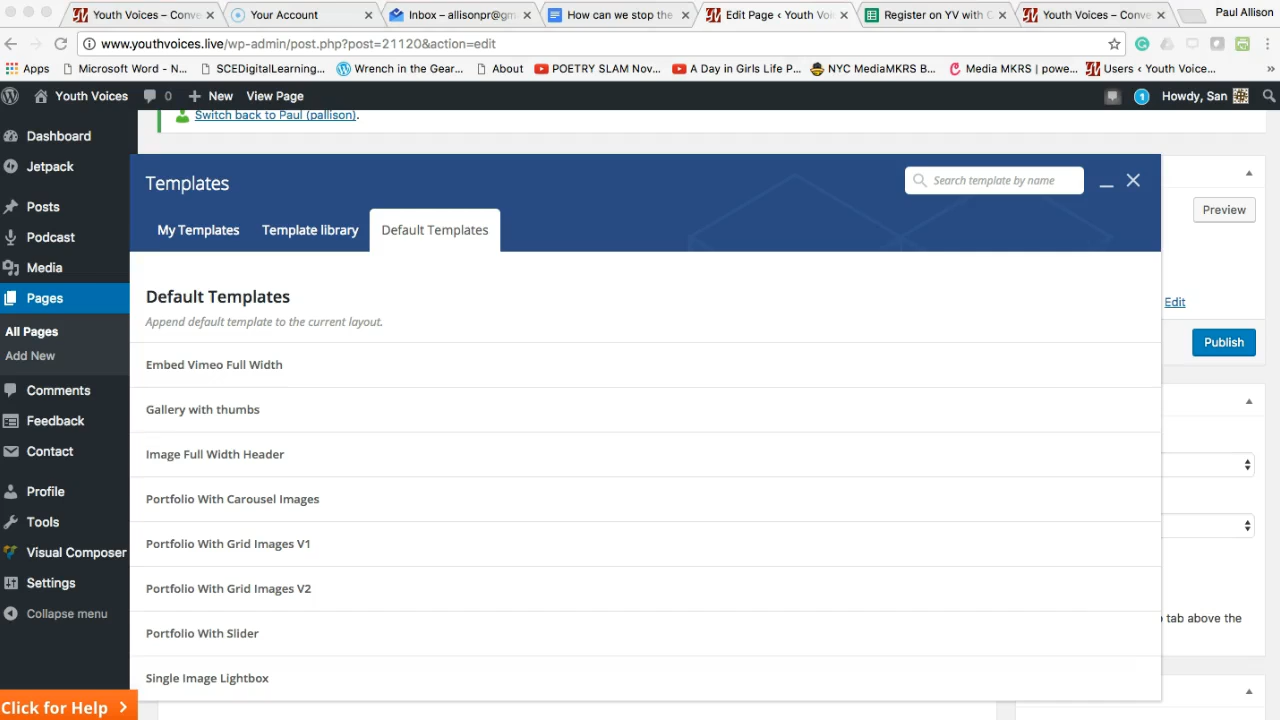 Youth Voices – Conve
Your Account
Inbox – allisonpr@gm
How can we stop the
Edit Page ‹ Youth Voi
Register on YV with C
Youth Voices – Conve
Paul Allison
www.youthvoices.live/wp-admin/post.php?post=21120&action=edit
Apps
Microsoft Word - N...
SCEDigitalLearning...
Wrench in the Gear...
About
POETRY SLAM Nov...
A Day in Girls Life P...
NYC MediaMKRS B...
Media MKRS | powe...
Users ‹ Youth Voice...
»
Youth Voices
0
New
View Page
1
Howdy, San
Switch back to Paul (pallison).
Dashboard
Jetpack
Posts
Podcast
Media
Pages
All Pages
Add New
Comments
Feedback
Contact
Profile
Tools
Visual Composer
Settings
Collapse menu
Click for Help
Templates
Search template by name
My Templates
Template library
Default Templates
Default Templates
Append default template to the current layout.
Embed Vimeo Full Width
Gallery with thumbs
Image Full Width Header
Portfolio With Carousel Images
Portfolio With Grid Images V1
Portfolio With Grid Images V2
Portfolio With Slider
Single Image Lightbox
Preview
Edit
Publish
tab above the